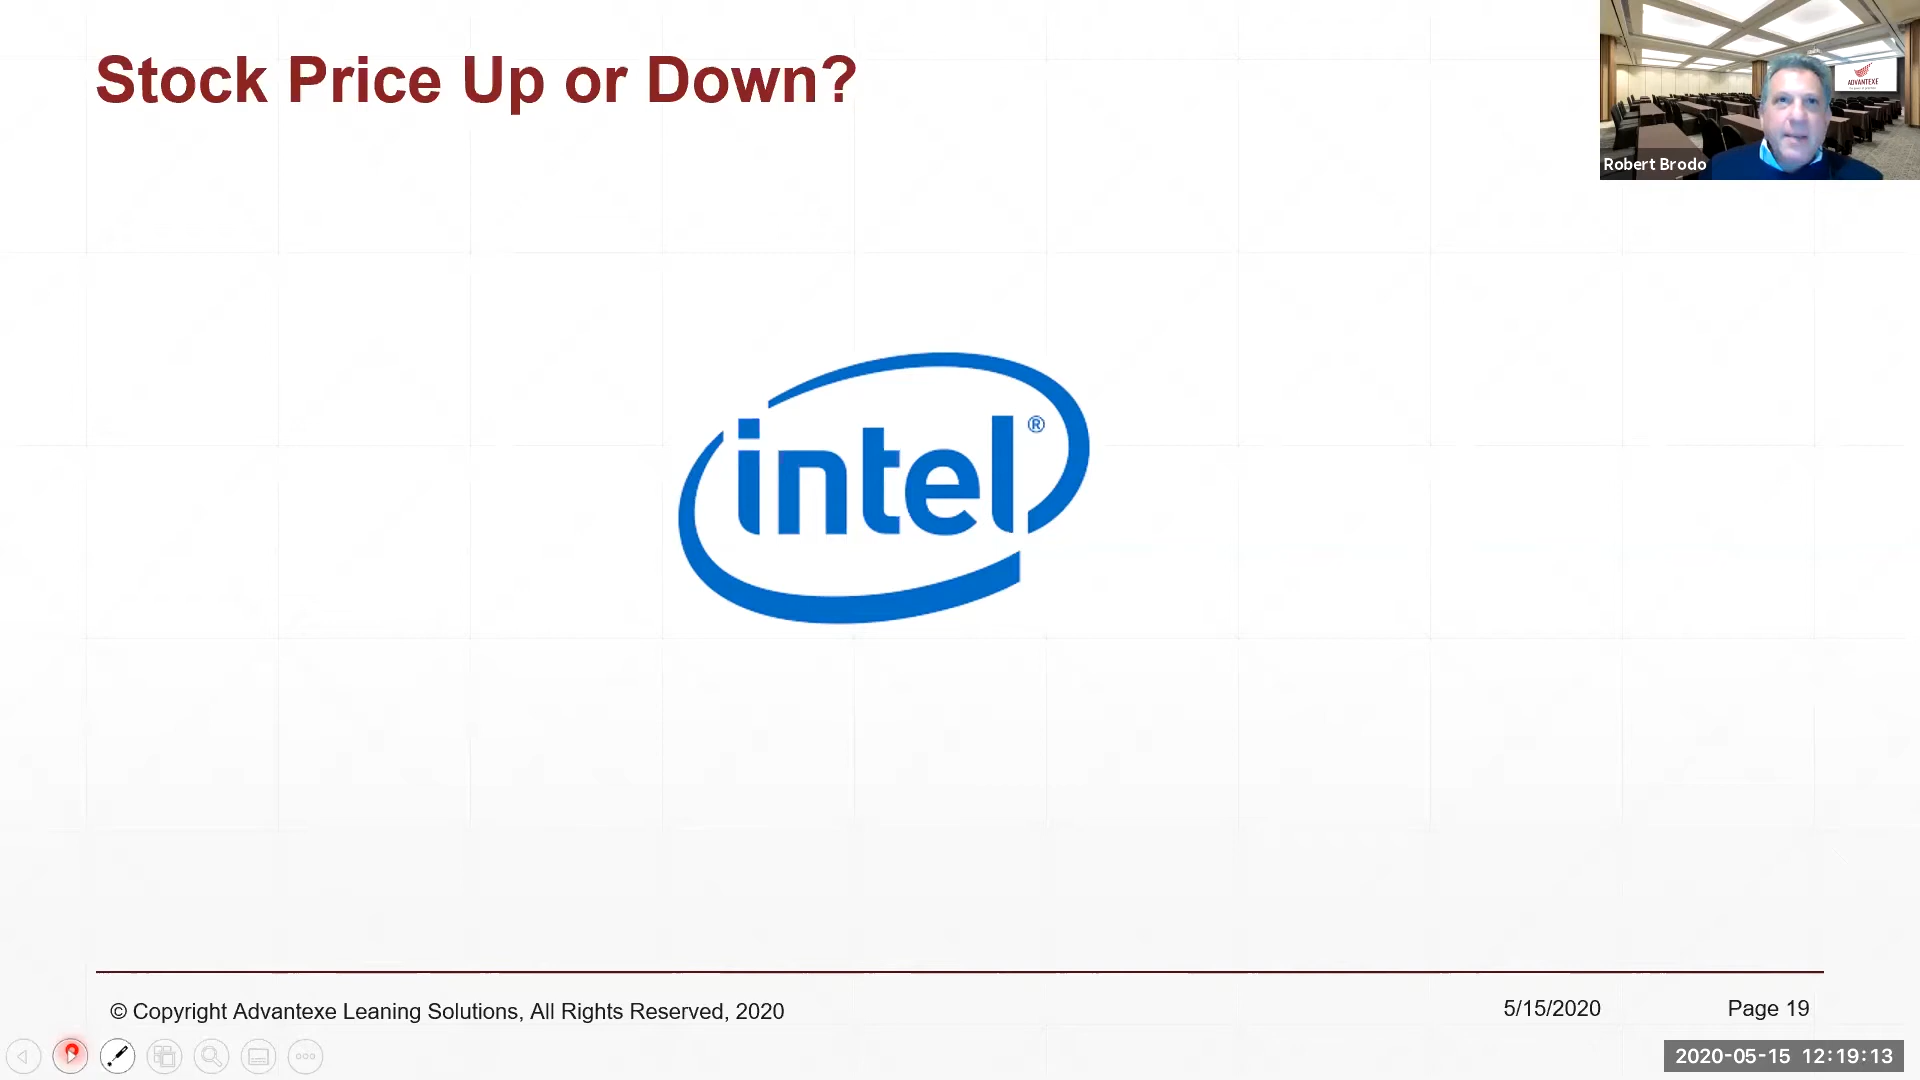 Stock Price Up or Down?
ADVANTEXE
Robert Brodo
intel®
© Copyright Advantexe Leaning Solutions, All Rights Reserved, 2020
5/15/2020
Page 19
2020-05-15 12:19:13